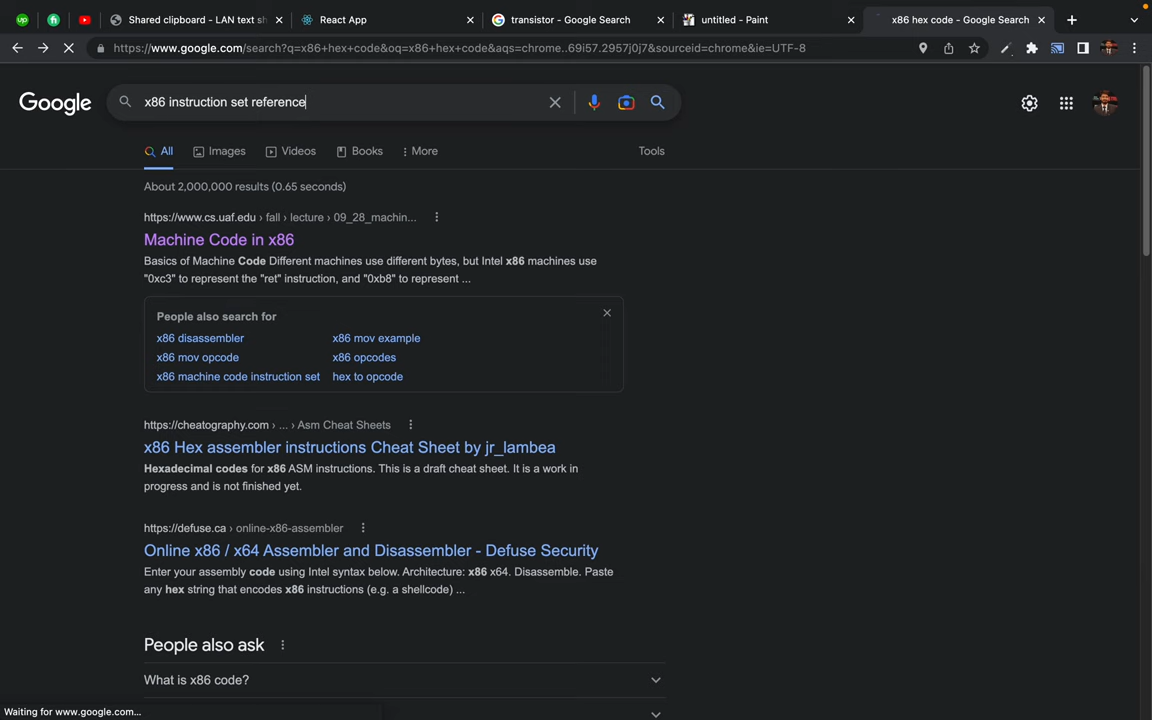 Shared clipboard - LAN text sh
React App
transistor - Google Search
untitled - Paint
x86 hex code - Google Search
https://www.google.com/search?q=x86+hex+code&oq=x86+hex+code&aqs=chrome..69i57.2957j0j7&sourceid=chrome&ie=UTF-8
Google
x86 instruction set reference
All
Images
Videos
Books
More
Tools
About 2,000,000 results (0.65 seconds)
https://www.cs.uaf.edu › fall › lecture › 09_28_machin...
Machine Code in x86
Basics of Machine Code Different machines use different bytes, but Intel x86 machines use
"0xc3" to represent the "ret" instruction, and "0xb8" to represent ...
People also search for
x86 disassembler
x86 mov example
x86 mov opcode
x86 opcodes
x86 machine code instruction set
hex to opcode
https://cheatography.com › ... › Asm Cheat Sheets
x86 Hex assembler instructions Cheat Sheet by jr_lambea
Hexadecimal codes for x86 ASM instructions. This is a draft cheat sheet. It is a work in
progress and is not finished yet.
https://defuse.ca › online-x86-assembler
Online x86 / x64 Assembler and Disassembler - Defuse Security
Enter your assembly code using Intel syntax below. Architecture: x86 x64. Disassemble. Paste
any hex string that encodes x86 instructions (e.g. a shellcode) ...
People also ask
What is x86 code?
Waiting for www.google.com...